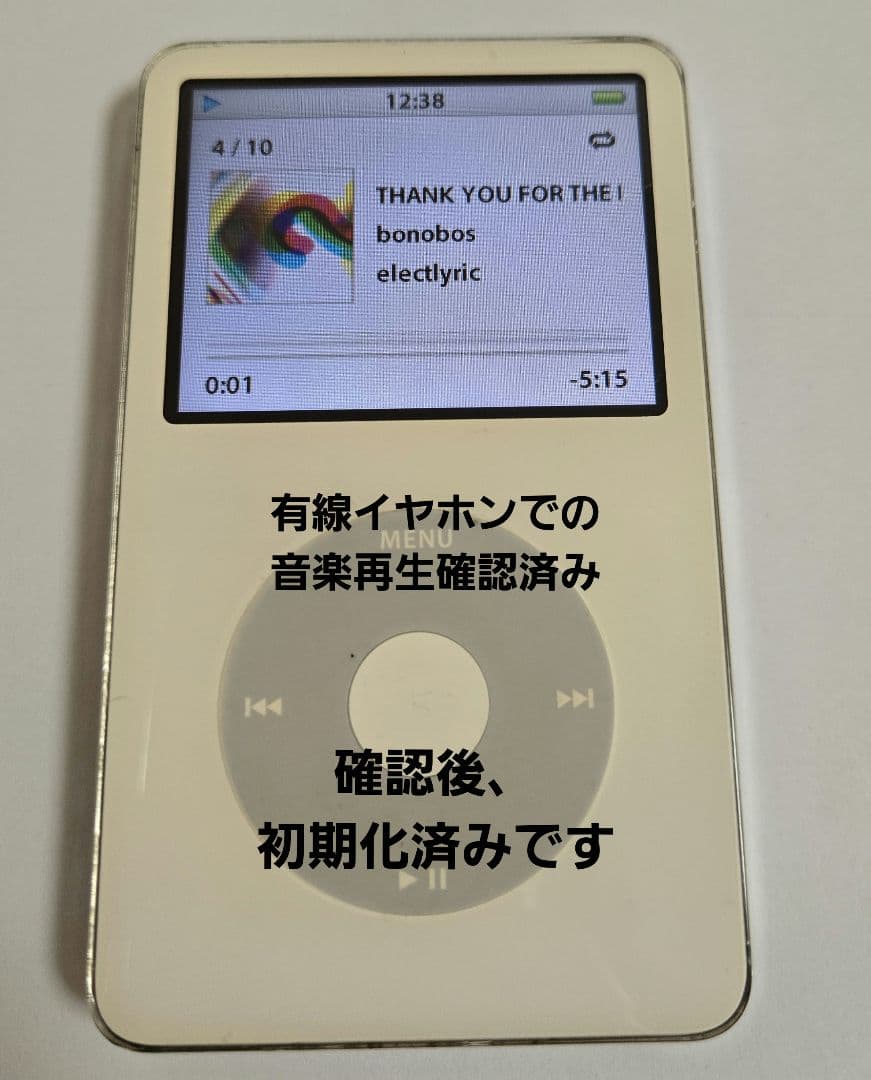 12:38
4 / 10
THANK YOU FOR THE
bonobos
electlyric
0:01
-5:15
有線イヤホンでの
MENU
音楽再生確認済み
確認後、
初期化済みです